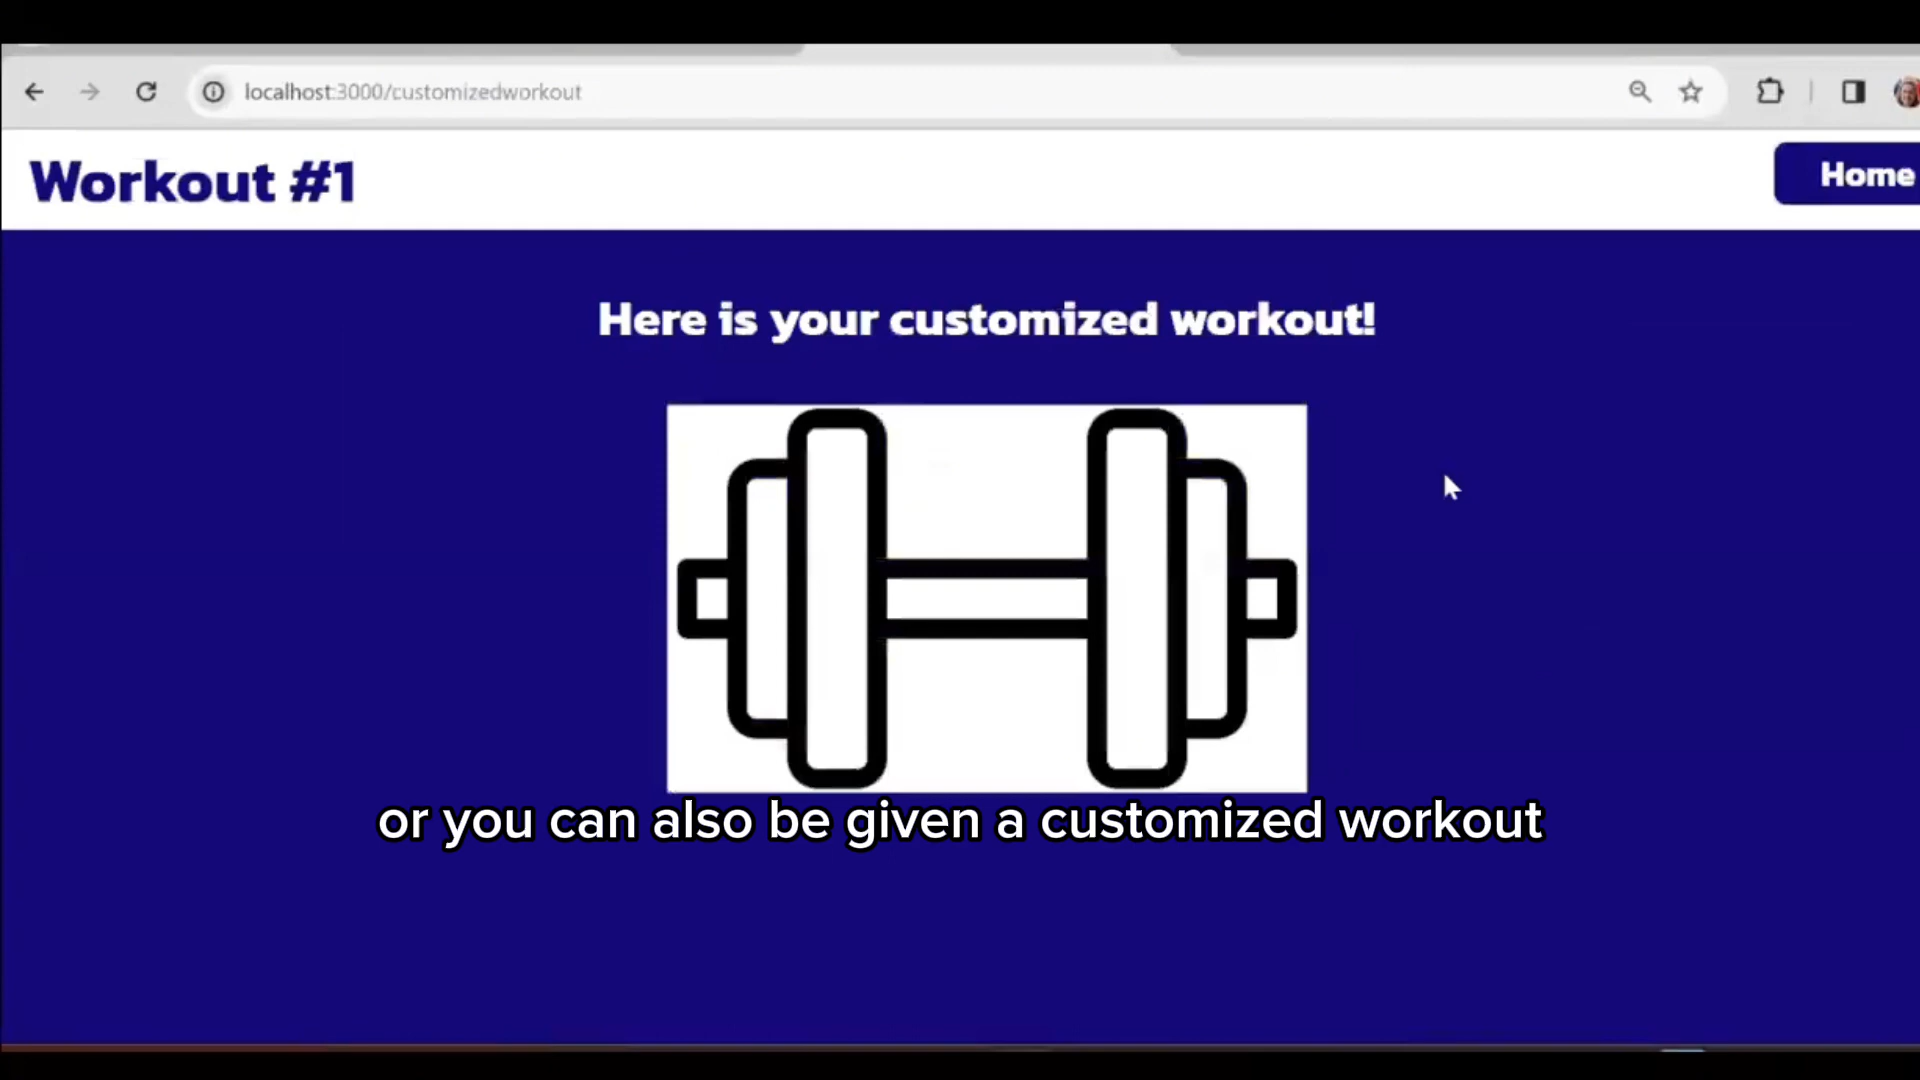 localhost:3000/customizedworkout
Workout #1
Home
Here is your customized workout!
or you can also be given a customized workout